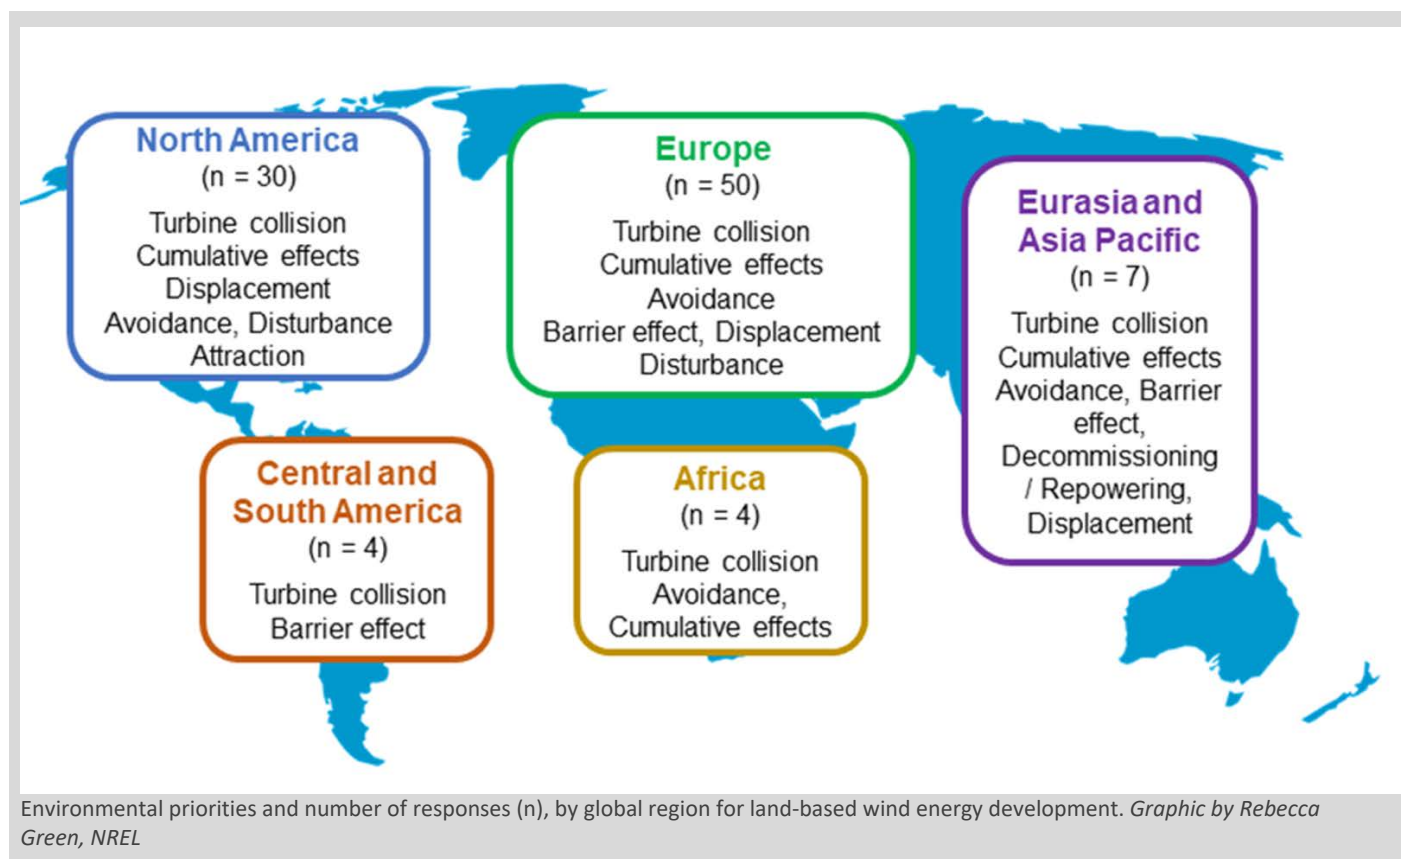 North America
(n = 30)
Turbine collision
Cumulative effects
Displacement
Avoidance, Disturbance
Attraction
Europe
(n = 50)
Turbine collision
Cumulative effects
Avoidance
Barrier effect, Displacement
Disturbance
Eurasia and
Asia Pacific
(n = 7)
Turbine collision
Cumulative effects
Avoidance, Barrier
effect,
Decommissioning
/ Repowering,
Displacement
Central and
South America
(n = 4)
Turbine collision
Barrier effect
Africa
(n = 4)
Turbine collision
Avoidance,
Cumulative effects
Environmental priorities and number of responses (n), by global region for land-based wind energy development. Graphic by Rebecca
Green, NREL